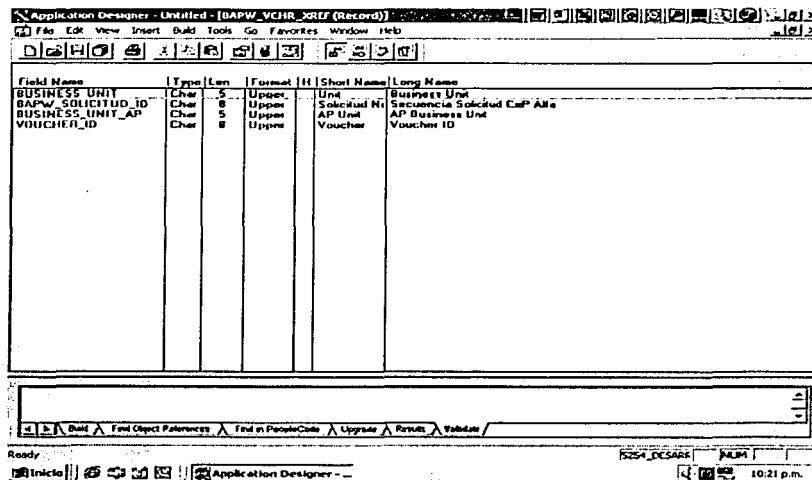 Application Designer - Untitled - [BAPW_VCHR_XREF (Record)]
File Edit View Insert Build Tools Go Favorites Window Help
Field Name Type Len Format H Short Name Long Name
BUSINESS_UNIT Char 5 Upper Unit Business Unit
BAPW_SOLICITUD_ID Char 8 Upper Solicitud Nr Secuencia Solicitud CxP Alfa
BUSINESS_UNIT_AP Char 5 Upper AP Unit AP Business Unit
VOUCHER_ID Char 8 Upper Voucher Voucher ID
Build Find Object References Find in PeopleCode Upgrade Results Validate
Ready NUM
Inicio Application Designer - ... 10:21 p.m.